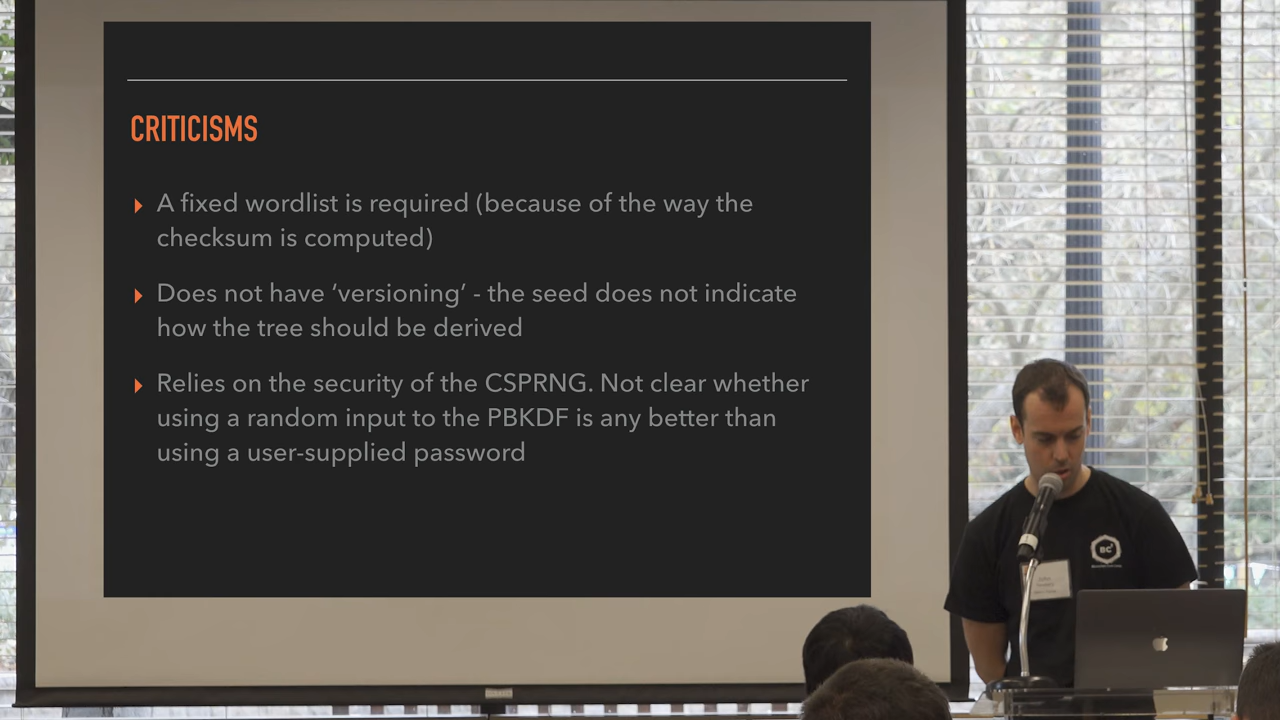 CRITICISMS
A fixed wordlist is required (because of the way the
checksum is computed)
Does not have ‘versioning’ - the seed does not indicate
how the tree should be derived
Relies on the security of the CSPRNG. Not clear whether
using a random input to the PBKDF is any better than
using a user-supplied password
BC